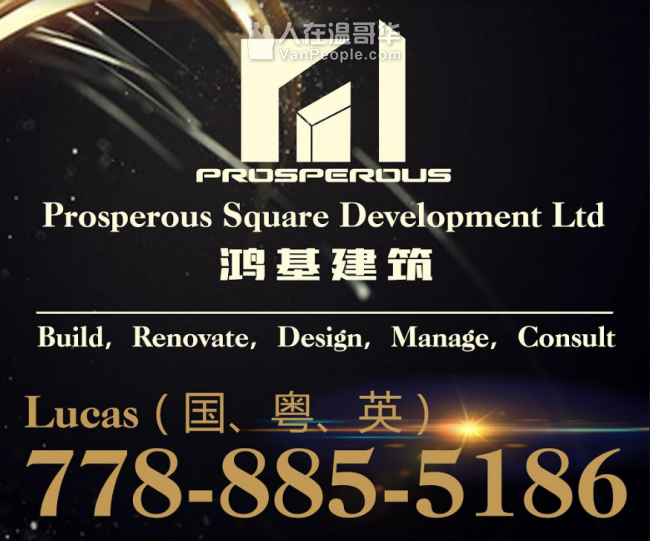 人在温哥华
VanPeople.com
PROSPEROUS
Prosperous Square Development Ltd
鸿基建筑
Build, Renovate, Design, Manage, Consult
Lucas (国、粤、英)
778-885-5186